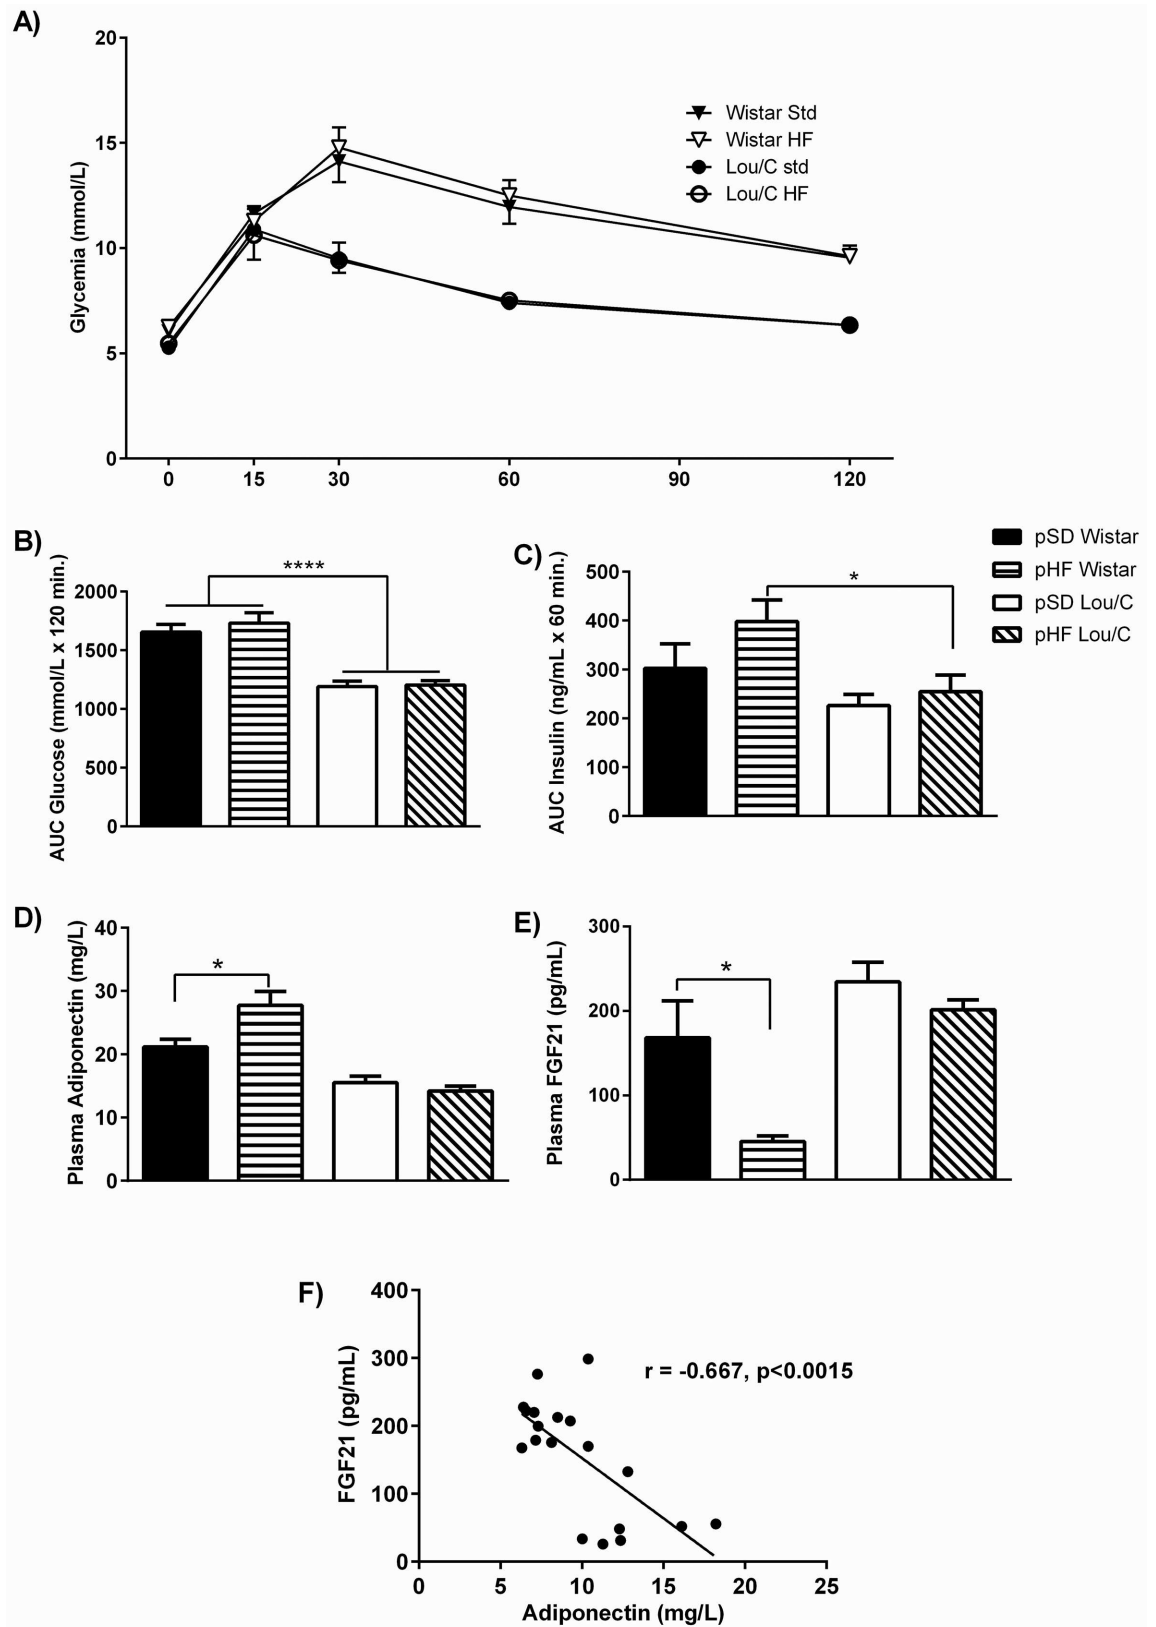 A)
20
15
10
5
0
Glycemia (mmol/L)
Wistar Std
Wistar HF
Lou/C std
Lou/C HF
0 15 30 60 90 120
B)
AUC Glucose (mmol/L x 120 min.)
2000
1500
1000
500
0
****
C)
AUC Insulin (ng/mL x 60 min.)
500
400
300
200
100
0
*
pSD Wistar
pHF Wistar
pSD Lou/C
pHF Lou/C
D)
Plasma Adiponectin (mg/L)
40
30
20
10
0
*
E)
Plasma FGF21 (pg/mL)
300
200
100
0
*
F)
FGF21 (pg/mL)
400
300
200
100
0
r = -0.667, p<0.0015
0 5 10 15 20 25
Adiponectin (mg/L)